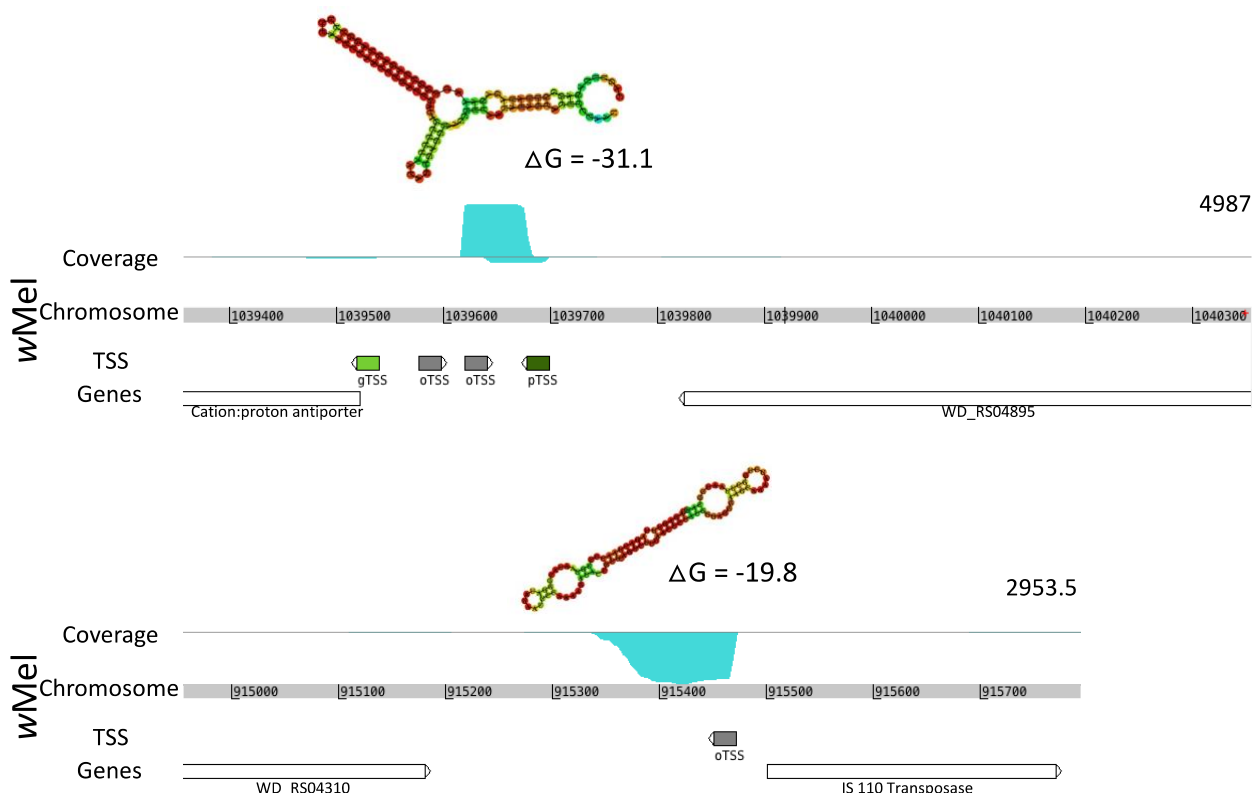 △G = -31.1
4987
Coverage
wMel
Chromosome
1039400 1039500 1039600 1039700 1039800 1039900 1040000 1040100 1040200 1040300
TSS
gTSS oTSS oTSS pTSS
Genes
Cation:proton antiporter WD_RS04895
△G = -19.8
2953.5
Coverage
wMel
Chromosome
915000 915100 915200 915300 915400 915500 915600 915700
TSS
oTSS
Genes
WD_RS04310 IS 110 Transposase